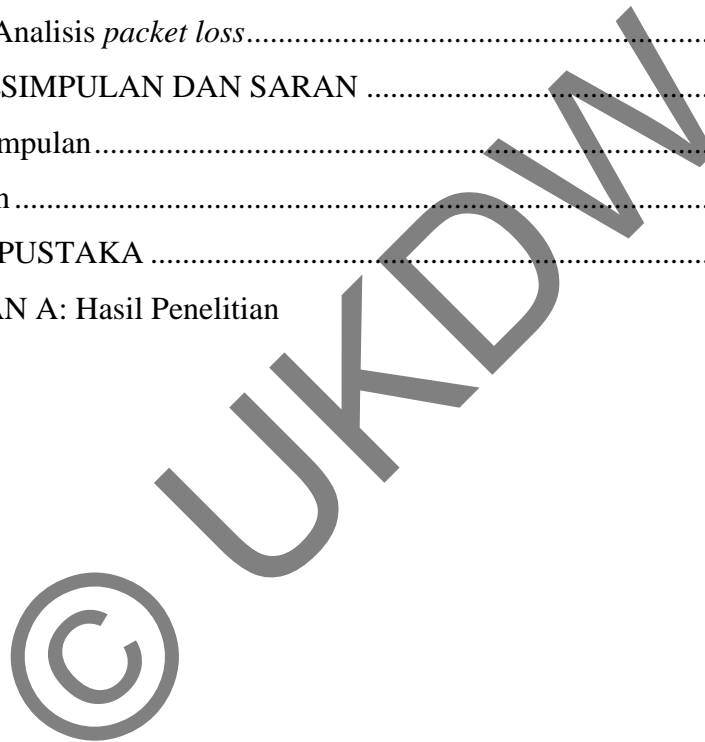 Analisis packet loss....................................................................
SIMPULAN DAN SARAN ..........................................
mpulan.............................................................................
n.......................................................................................
PUSTAKA .....................................................................
AN A: Hasil Penelitian
© UKDW